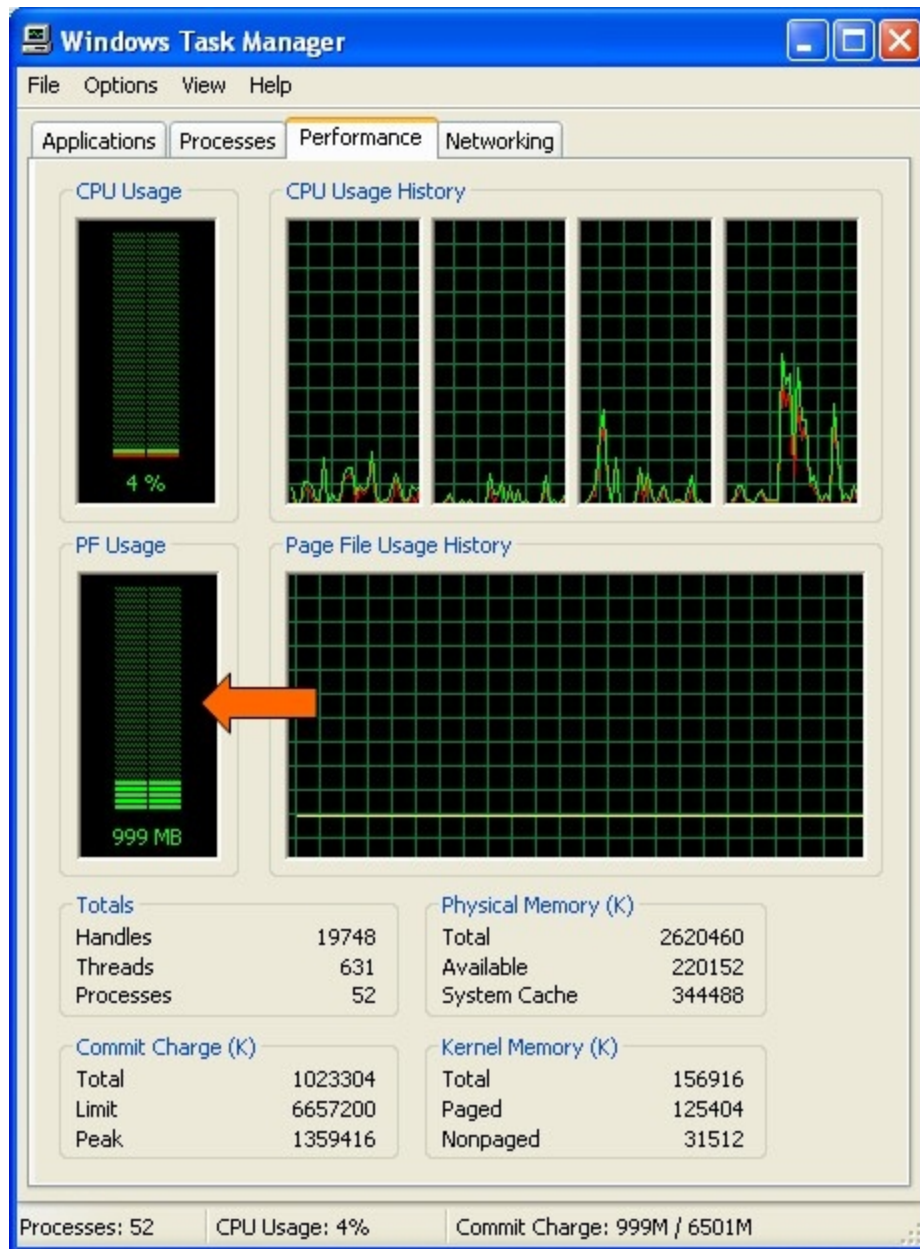 Windows Task Manager
File Options View Help
Applications Processes Performance Networking
CPU Usage
CPU Usage History
4 %
PF Usage
Page File Usage History
999 MB
Totals
Handles 19748
Threads 631
Processes 52
Physical Memory (K)
Total 2620460
Available 220152
System Cache 344488
Commit Charge (K)
Total 1023304
Limit 6657200
Peak 1359416
Kernel Memory (K)
Total 156916
Paged 125404
Nonpaged 31512
Processes: 52 CPU Usage: 4% Commit Charge: 999M / 6501M